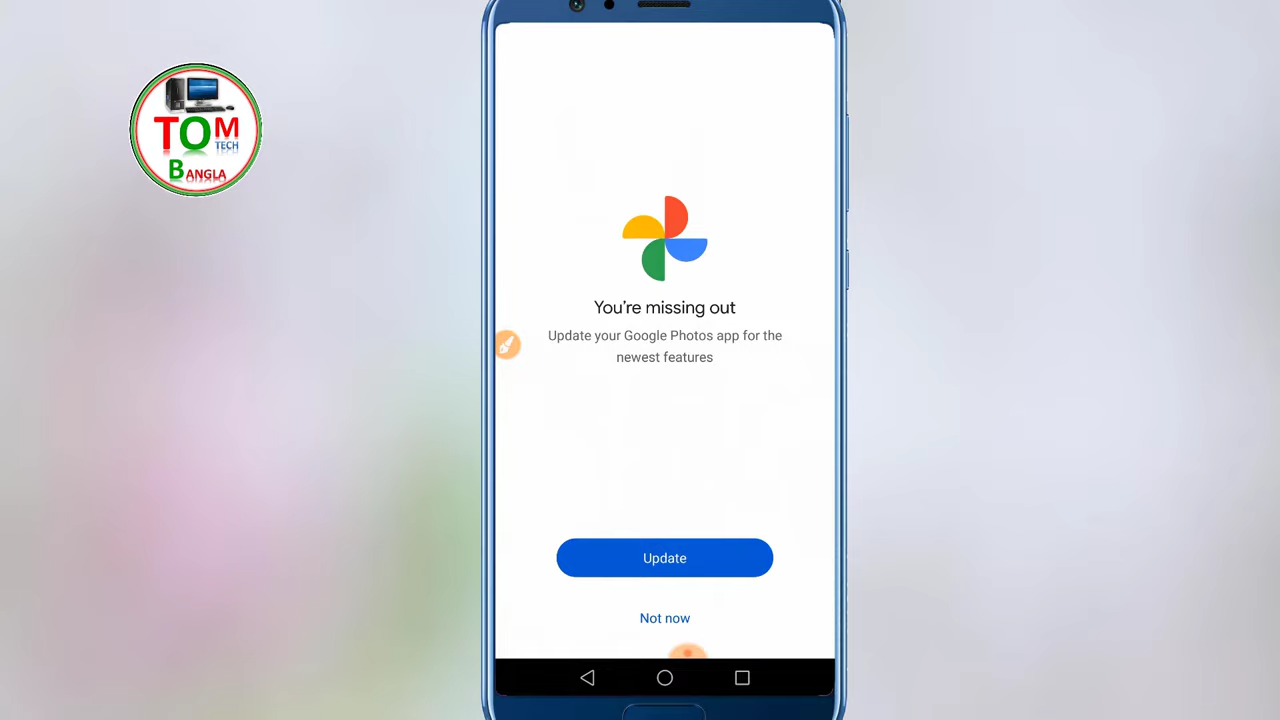 TOM
TECH
BANGLA
You're missing out
Update your Google Photos app for the
newest features
Update
Not now